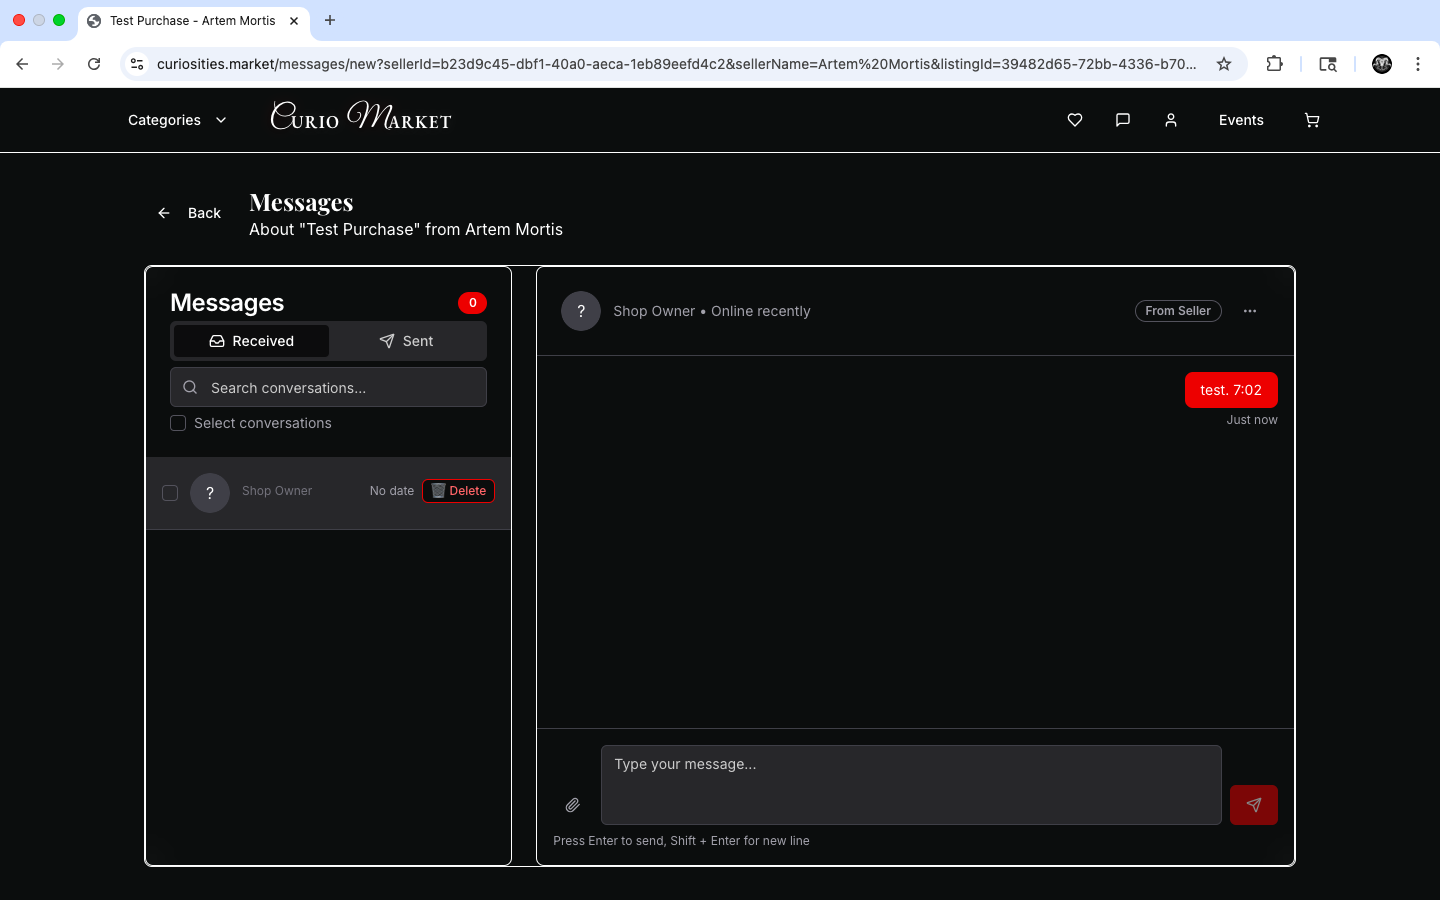 Test Purchase - Artem Mortis
curiosities.market/messages/new?sellerId=b23d9c45-dbf1-40a0-aeca-1eb89eefd4c2&sellerName=Artem%20Mortis&listingId=39482d65-72bb-4336-b70...
Categories
Curio Market
Events
Back
Messages
About "Test Purchase" from Artem Mortis
Messages
0
Received
Sent
Search conversations...
Select conversations
?
Shop Owner
No date
Delete
?
Shop Owner • Online recently
From Seller
test. 7:02
Just now
Type your message...
Press Enter to send, Shift + Enter for new line